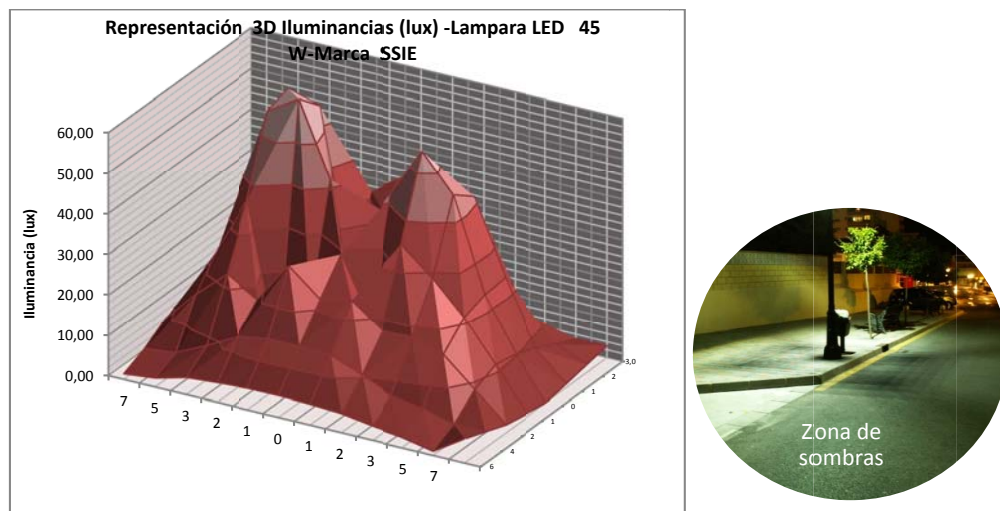 Representación 3D Iluminancias (lux) -Lampara LED 45
W-Marca SSIE
60,00
50,00
40,00
30,00
20,00
10,00
0,00
Iluminancia (lux)
7 5 3 2 1 0 1 2 3 5 7
6 4 2 1 0 1 2 3,0
Zona de
sombras